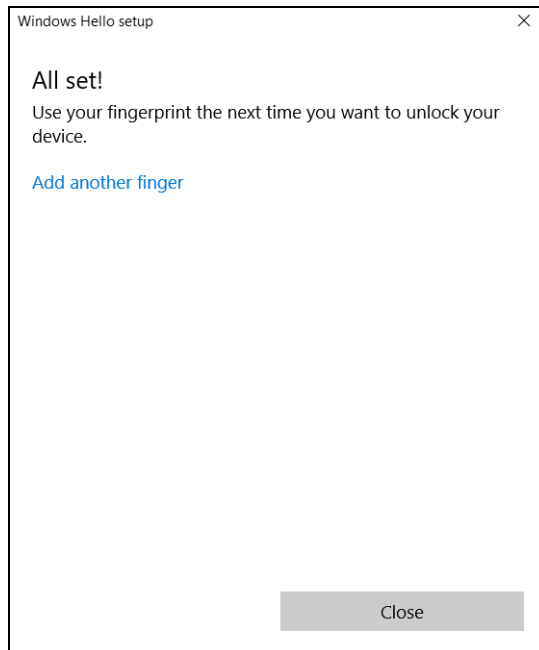 Windows Hello setup
All set!
Use your fingerprint the next time you want to unlock your
device.
Add another finger
Close